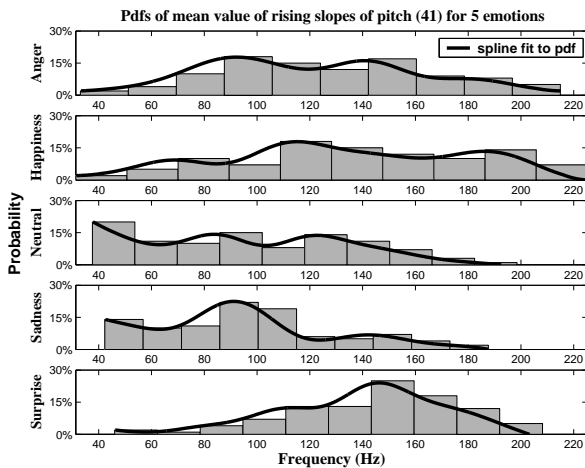 Pdfs of mean value of rising slopes of pitch (41) for 5 emotions
30%
15%
0%
Anger
spline fit to pdf
40 60 80 100 120 140 160 180 200 220
30%
15%
0%
Happiness
40 60 80 100 120 140 160 180 200 220
30%
15%
0%
Neutral
40 60 80 100 120 140 160 180 200 220
30%
15%
0%
Sadness
40 60 80 100 120 140 160 180 200 220
30%
15%
0%
Surprise
40 60 80 100 120 140 160 180 200 220
Probability
Frequency (Hz)